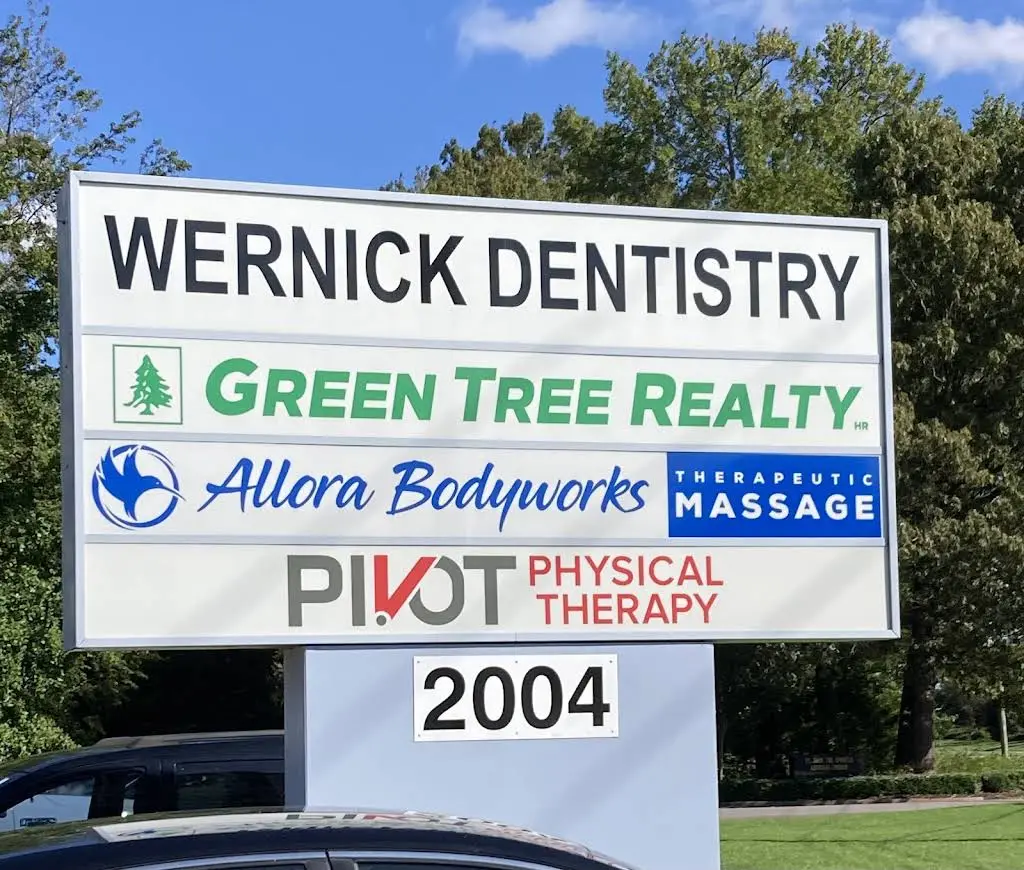 WERNICK DENTISTRY
GREEN TREE REALTY HR
Allora Bodyworks THERAPEUTIC
MASSAGE
PIVOT PHYSICAL
THERAPY
2004